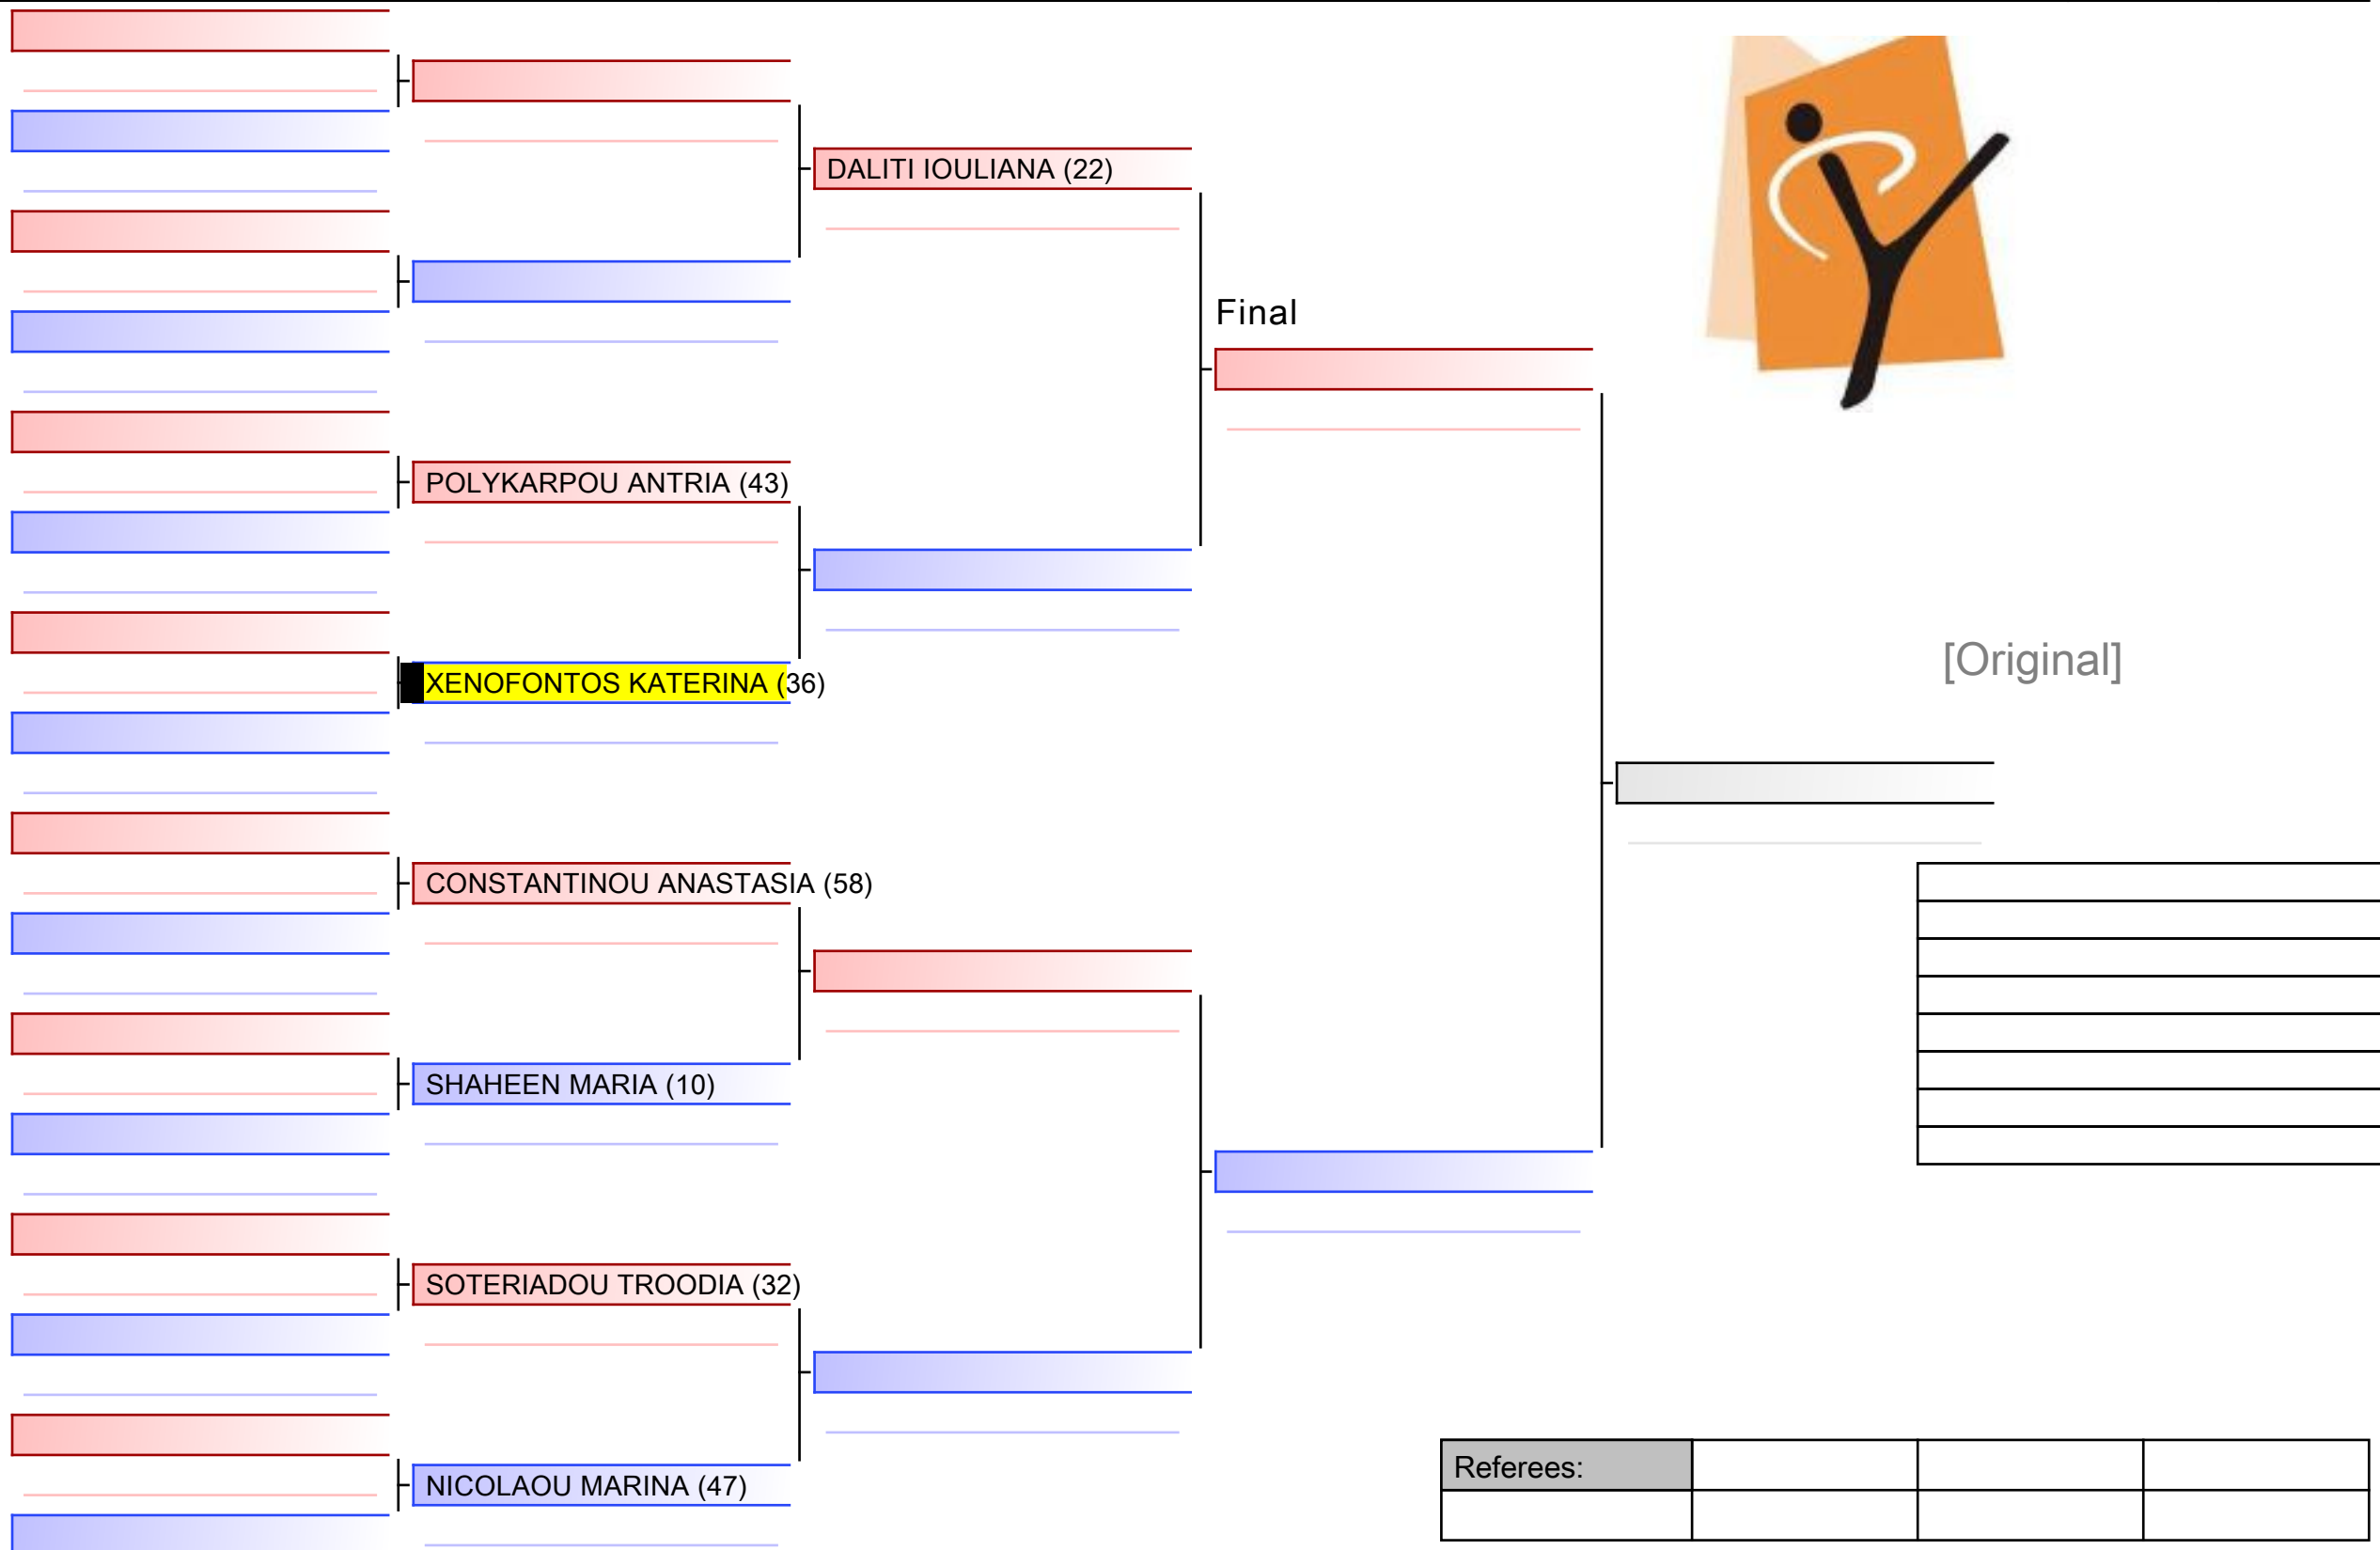 DALITI IOULIANA (22)
Final
POLYKARPOU ANTRIA (43)
XENOFONTOS KATERINA (36)
[Original]
CONSTANTINOU ANASTASIA (58)
SHAHEEN MARIA (10)
SOTERIADOU TROODIA (32)
NICOLAOU MARINA (47)
Referees: